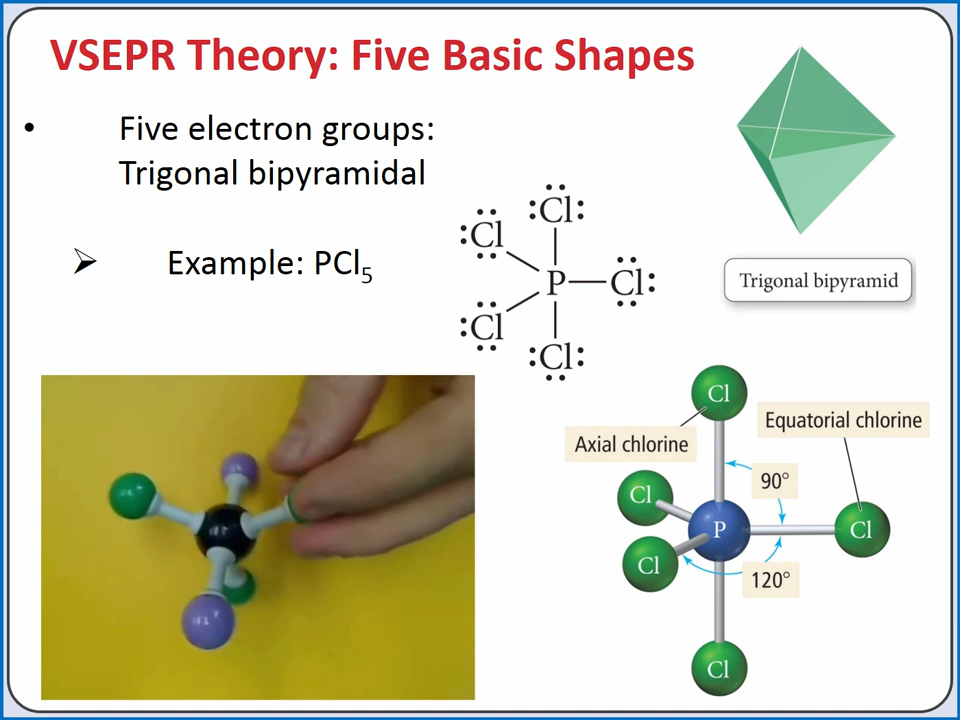 VSEPR Theory: Five Basic Shapes
• Five electron groups:
Trigonal bipyramidal
➢ Example: PCl₅
:Cl:
:Cl
P
Cl:
:Cl
:Cl:
Trigonal bipyramid
Cl
Axial chlorine
Equatorial chlorine
90°
Cl
P
Cl
Cl
120°
Cl